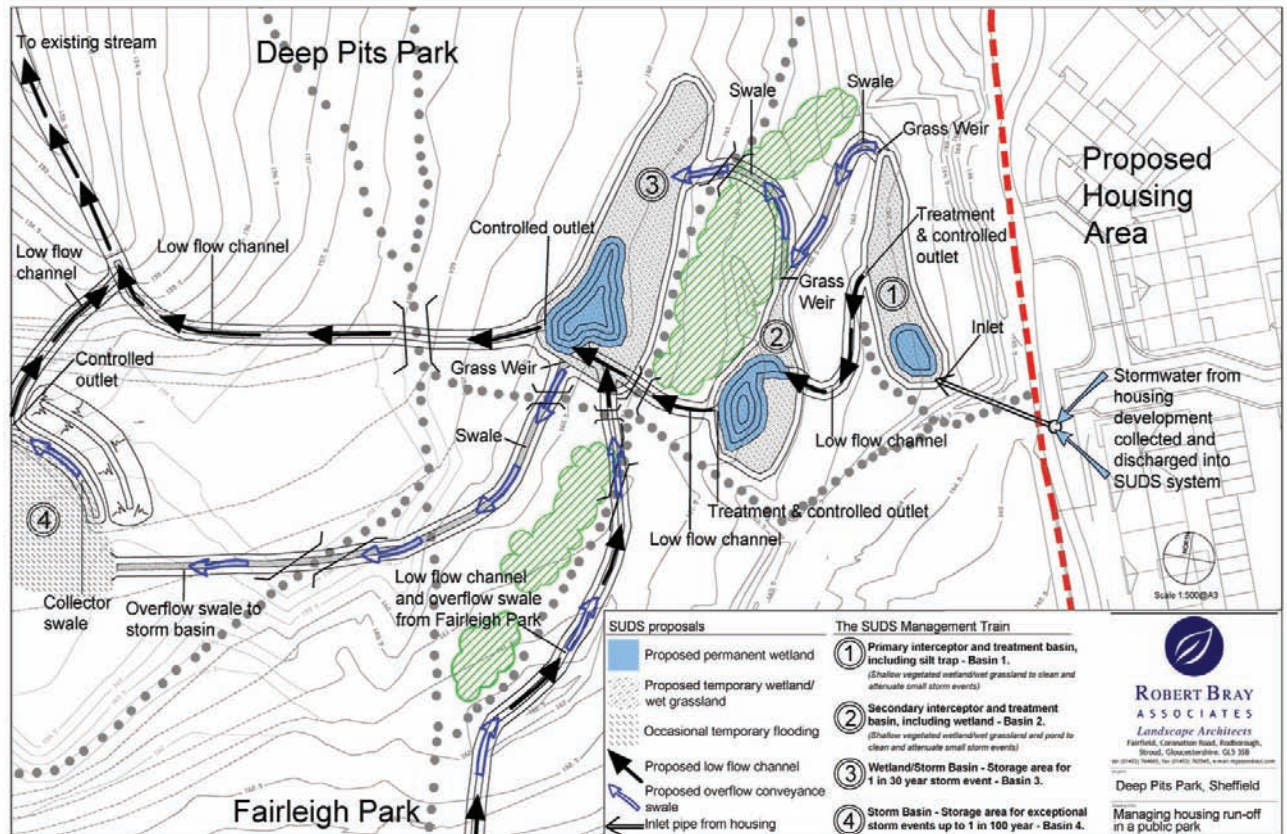 To existing stream
Deep Pits Park
Swale
Swale
Grass Weir
Proposed
Housing
Area
3
Controlled outlet
Treatment
& controlled
outlet
Low flow
channel
Low flow channel
1
Grass
Weir
Inlet
2
Controlled
outlet
Grass Weir
Stormwater from
housing
development
collected and
discharged into
SUDS system
Swale
Low flow channel
4
Treatment & controlled outlet
Low flow channel
Collector
swale
Overflow swale to
storm basin
Low flow channel
and overflow swale
from Fairleigh Park
Fairleigh Park
NORTH
Scale 1:500@A3
SUDS proposals
Proposed permanent wetland
Proposed temporary wetland/
wet grassland
Occasional temporary flooding
Proposed low flow channel
Proposed overflow conveyance
swale
Inlet pipe from housing
The SUDS Management Train
1 Primary interceptor and treatment basin,
including silt trap - Basin 1.
(Shallow vegetated wetland/wet grassland to clean and
attenuate small storm events)
2 Secondary interceptor and treatment
basin, including wetland - Basin 2.
(Shallow vegetated wetland/wet grassland and pond to
clean and attenuate small storm events)
3 Wetland/Storm Basin - Storage area for
1 in 30 year storm event - Basin 3.
4 Storm Basin - Storage area for exceptional
storm events up to 1 in 100 year - Basin 4.
ROBERT BRAY
ASSOCIATES
Landscape Architects
Fairfield, Coronation Road, Rodborough,
Stroud, Gloucestershire, GL5 3SB
Deep Pits Park, Sheffield
Managing housing run-off
in a public park